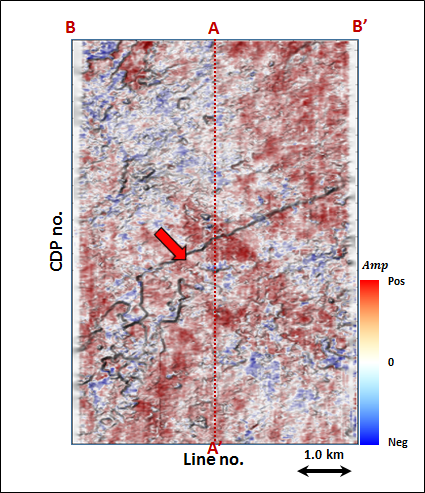 B A B’
CDP no.
Amp
Pos
0
Neg
A’
Line no.
1.0 km